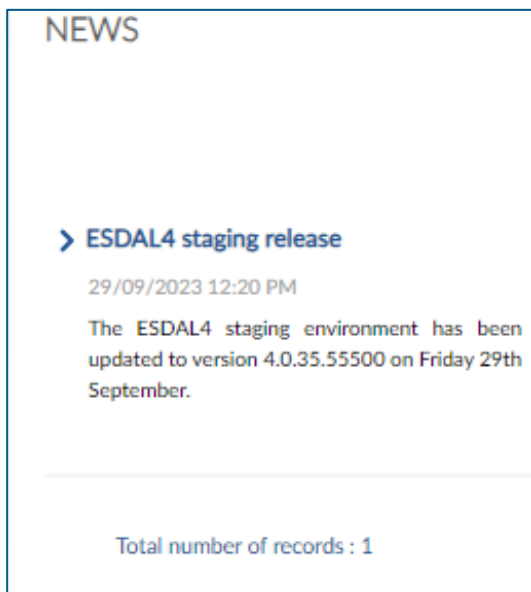 NEWS
ESDAL4 staging release
29/09/2023 12:20 PM
The ESDAL4 staging environment has been
updated to version 4.0.35.55500 on Friday 29th
September.
Total number of records : 1